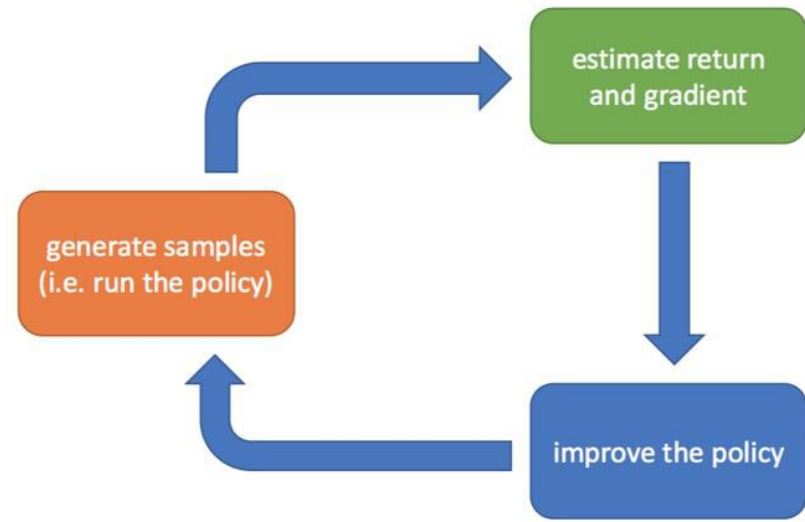 estimate return
and gradient
generate samples
(i.e. run the policy)
improve the policy